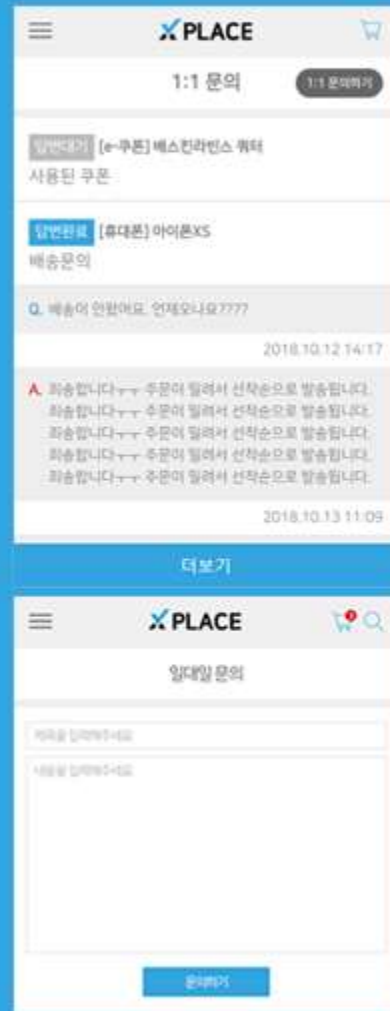 XPLACE
1:1 문의
1:1 문의하기
답변대기 [e-쿠폰] 배스킨라빈스 쿼터
사용된 쿠폰
답변완료 [휴대폰] 아이폰XS
배송문의
Q. 배송이 안왔어요. 언제오나요????
2018.10.12 14:17
A. 죄송합니다ㅜㅜ 주문이 밀려서 선착순으로 발송됩니다.
죄송합니다ㅜㅜ 주문이 밀려서 선착순으로 발송됩니다.
죄송합니다ㅜㅜ 주문이 밀려서 선착순으로 발송됩니다.
죄송합니다ㅜㅜ 주문이 밀려서 선착순으로 발송됩니다.
죄송합니다ㅜㅜ 주문이 밀려서 선착순으로 발송됩니다.
2018.10.13 11:09
더보기
XPLACE
일대일 문의
제목을 입력해주세요
내용을 입력해주세요
문의하기